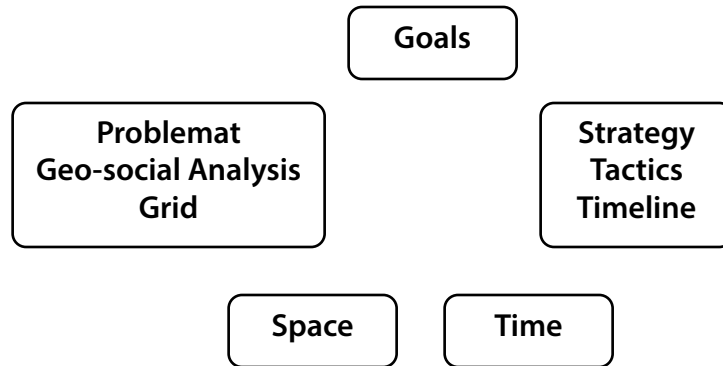 Goals
Problemat
Geo-social Analysis
Grid
Strategy
Tactics
Timeline
Space
Time